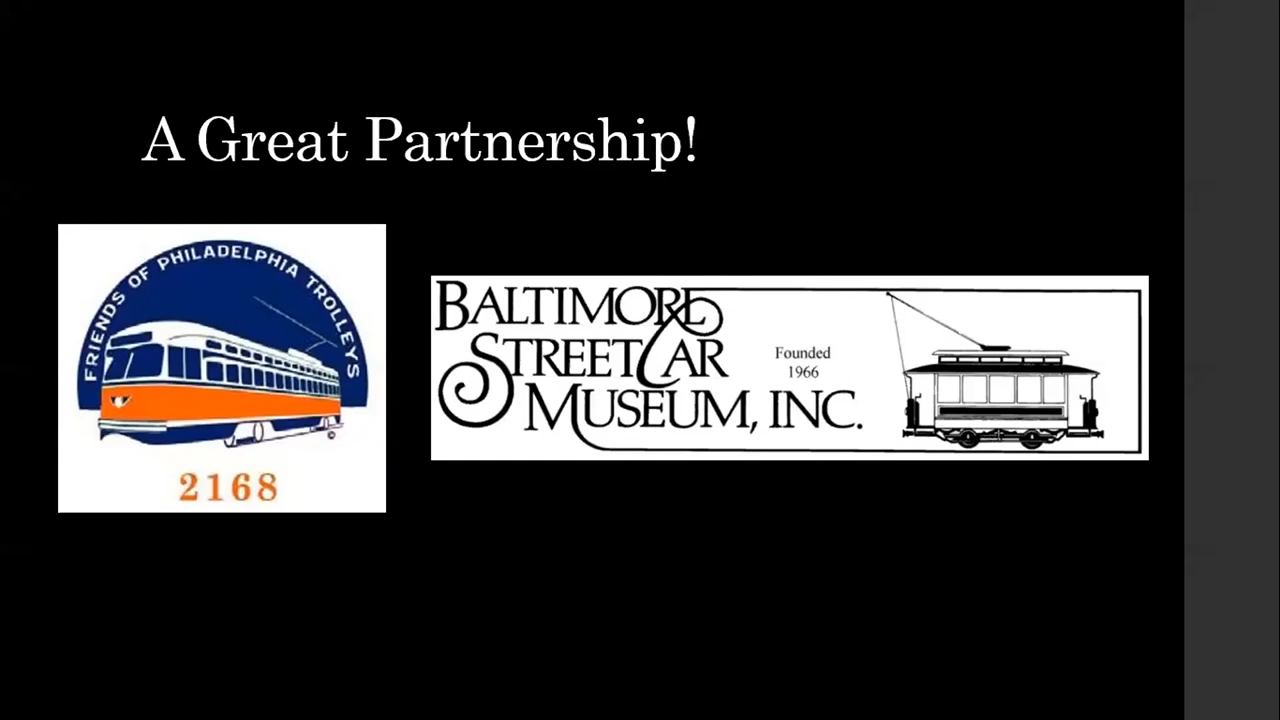 A Great Partnership!
FRIENDS OF PHILADELPHIA TROLLEYS
2168
BALTIMORE
STREETCAR
MUSEUM, INC.
Founded
1966